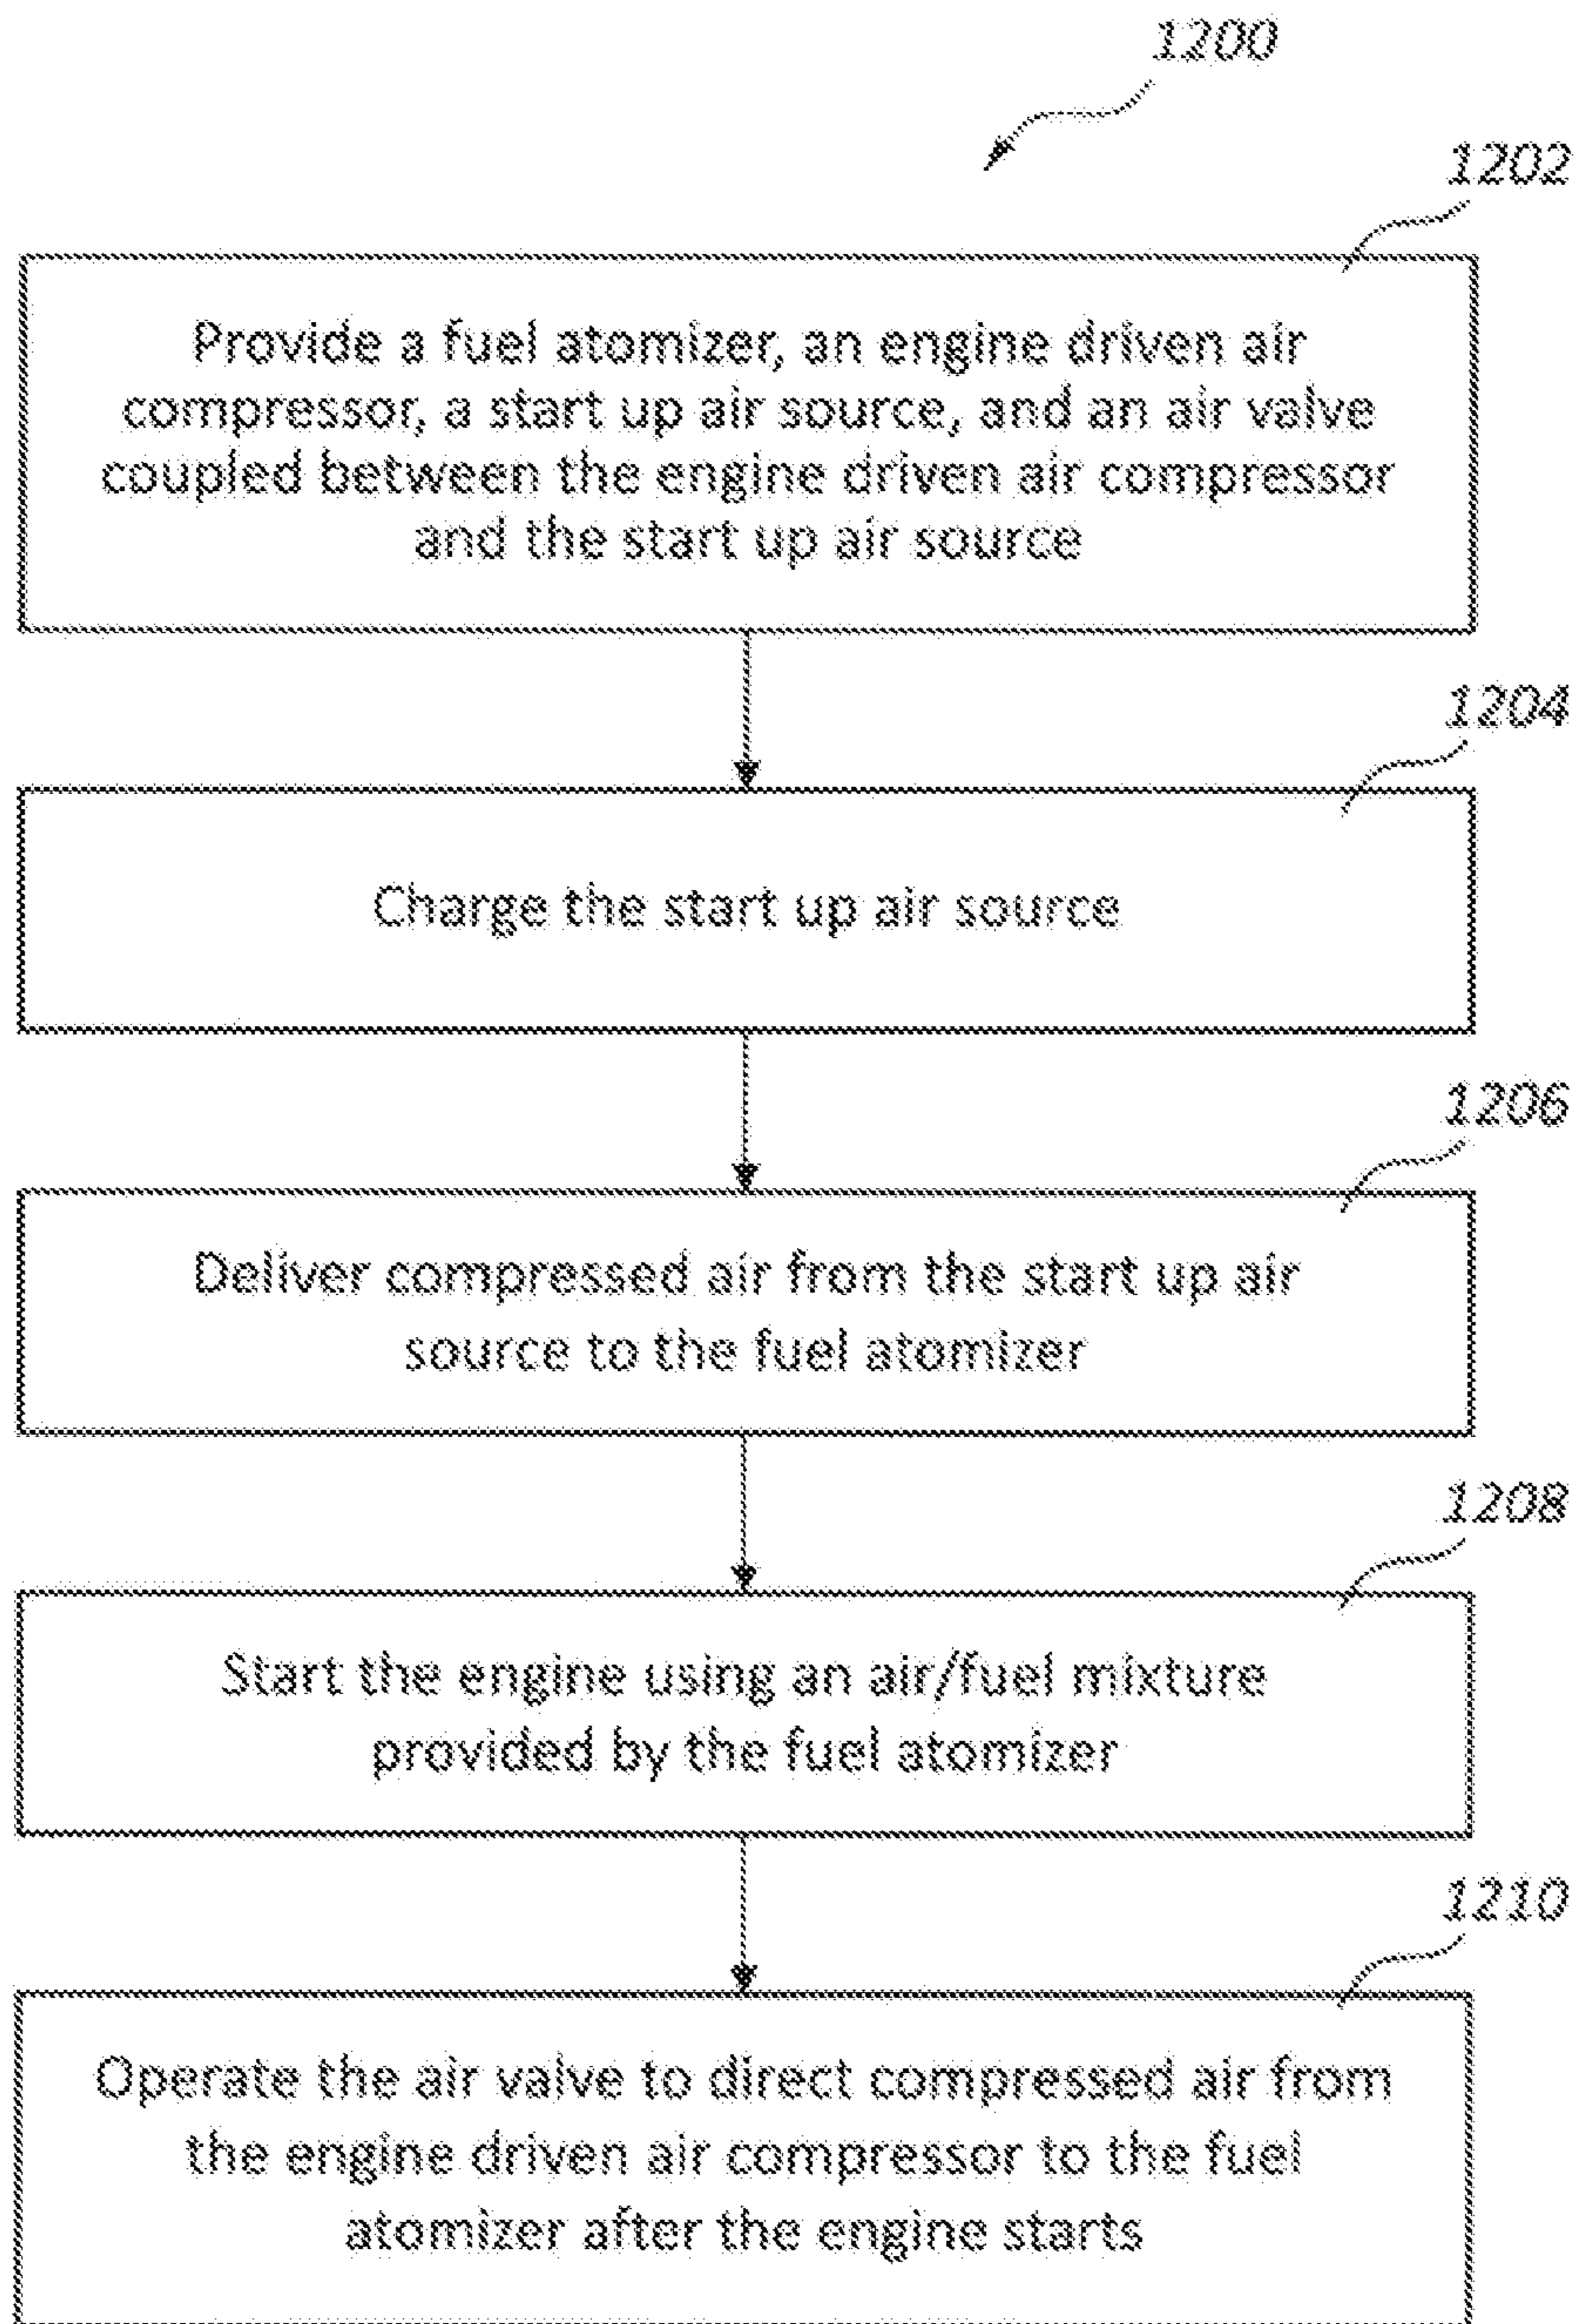 1200
1202
Provide a fuel atomizer, an engine driven air
compressor, a start up air source, and an air valve
coupled between the engine driven air compressor
and the start up air source
1204
Charge the start up air source
1206
Deliver compressed air from the start up air
source to the fuel atomizer
1208
Start the engine using an air/fuel mixture
provided by the fuel atomizer
1210
Operate the air valve to direct compressed air from
the engine driven air compressor to the fuel
atomizer after the engine starts